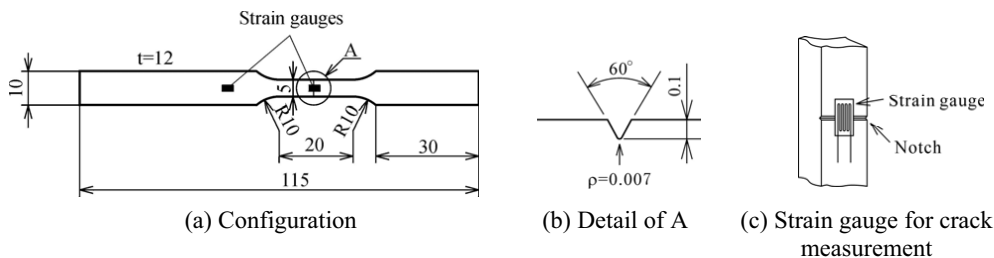 Strain gauges
t=12
A
10
5
R10
R10
20
30
115
(a) Configuration
60°
0.1
ρ=0.007
(b) Detail of A
Strain gauge
Notch
(c) Strain gauge for crack
measurement